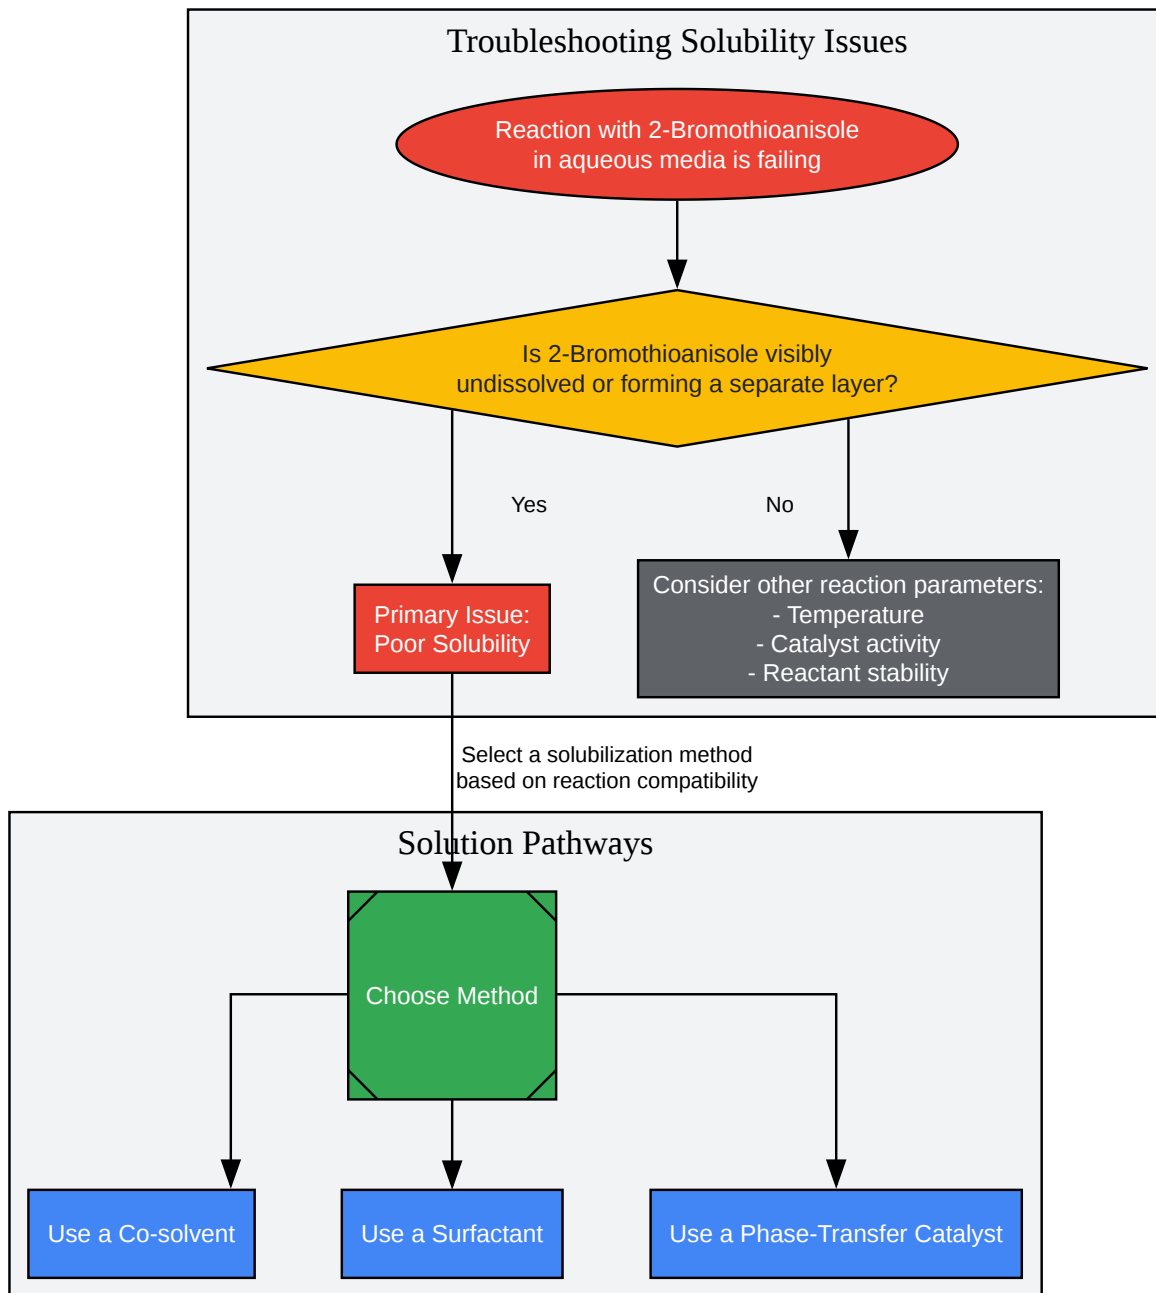 Troubleshooting Solubility Issues
Reaction with 2-Bromothioanisole
in aqueous media is failing
Is 2-Bromothioanisole visibly
undissolved or forming a separate layer?
Yes
No
Primary Issue:
Poor Solubility
Consider other reaction parameters:
- Temperature
- Catalyst activity
- Reactant stability
Select a solubilization method
based on reaction compatibility
Solution Pathways
Choose Method
Use a Co-solvent
Use a Surfactant
Use a Phase-Transfer Catalyst